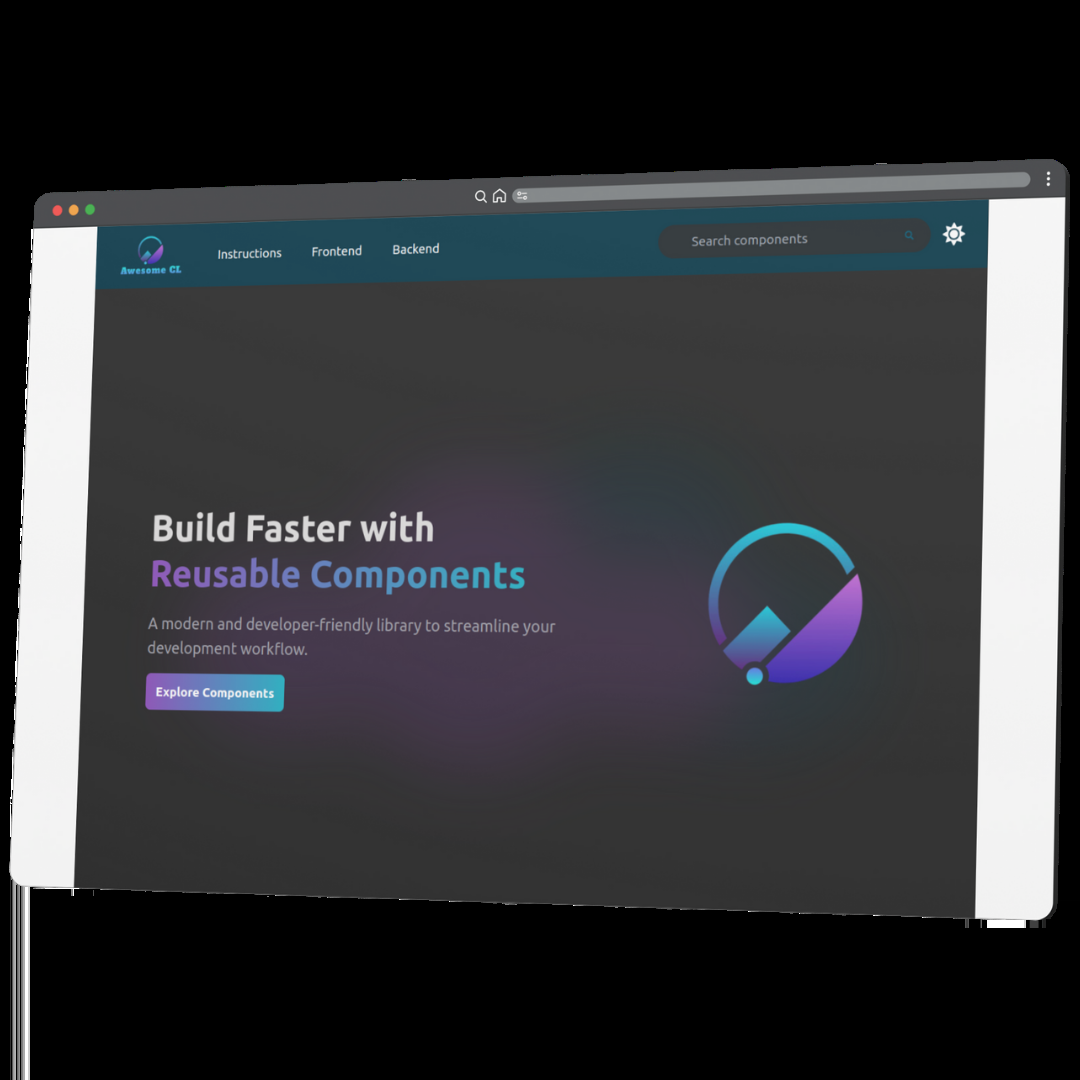 Awesome CL
Instructions
Frontend
Backend
Search components
Build Faster with
Reusable Components
A modern and developer-friendly library to streamline your
development workflow.
Explore Components